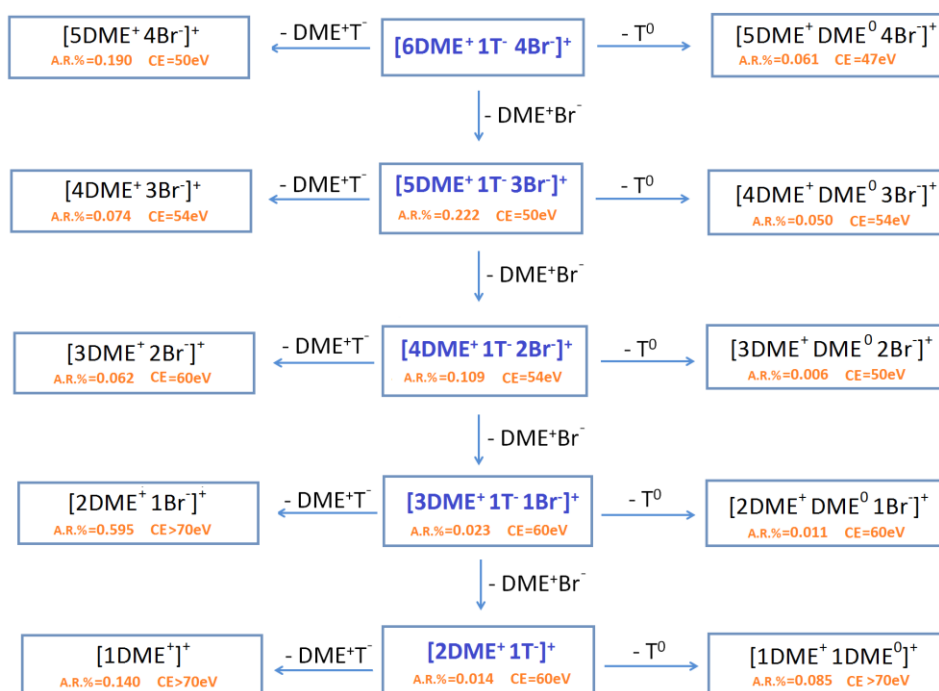 [5DME⁺ 4Br⁻]⁺
A.R.%=0.190 CE=50eV
- DME⁺T⁻
[6DME⁺ 1T⁻ 4Br⁻]⁺
- T⁰
[5DME⁺ DME⁰ 4Br⁻]⁺
A.R.%=0.061 CE=47eV
- DME⁺Br⁻
[4DME⁺ 3Br⁻]⁺
A.R.%=0.074 CE=54eV
- DME⁺T⁻
[5DME⁺ 1T⁻ 3Br⁻]⁺
A.R.%=0.222 CE=50eV
- T⁰
[4DME⁺ DME⁰ 3Br⁻]⁺
A.R.%=0.050 CE=54eV
- DME⁺Br⁻
[3DME⁺ 2Br⁻]⁺
A.R.%=0.062 CE=60eV
- DME⁺T⁻
[4DME⁺ 1T⁻ 2Br⁻]⁺
A.R.%=0.109 CE=54eV
- T⁰
[3DME⁺ DME⁰ 2Br⁻]⁺
A.R.%=0.006 CE=50eV
- DME⁺Br⁻
[2DME⁺ 1Br⁻]⁺
A.R.%=0.595 CE>70eV
- DME⁺T⁻
[3DME⁺ 1T⁻ 1Br⁻]⁺
A.R.%=0.023 CE=60eV
- T⁰
[2DME⁺ DME⁰ 1Br⁻]⁺
A.R.%=0.011 CE=60eV
- DME⁺Br⁻
[1DME⁺]⁺
A.R.%=0.140 CE>70eV
- DME⁺T⁻
[2DME⁺ 1T⁻]⁺
A.R.%=0.014 CE=60eV
- T⁰
[1DME⁺ 1DME⁰]⁺
A.R.%=0.085 CE >70eV